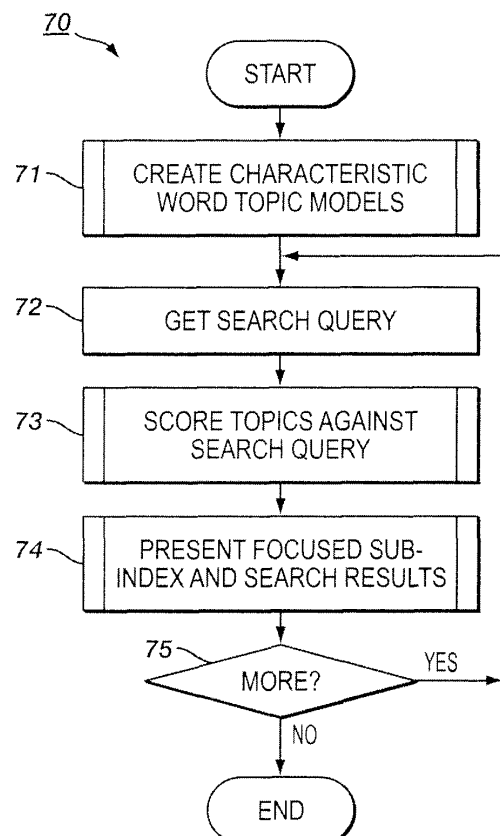 70
START
71
CREATE CHARACTERISTIC
WORD TOPIC MODELS
72
GET SEARCH QUERY
73
SCORE TOPICS AGAINST
SEARCH QUERY
74
PRESENT FOCUSED SUB-
INDEX AND SEARCH RESULTS
75
MORE?
YES
NO
END